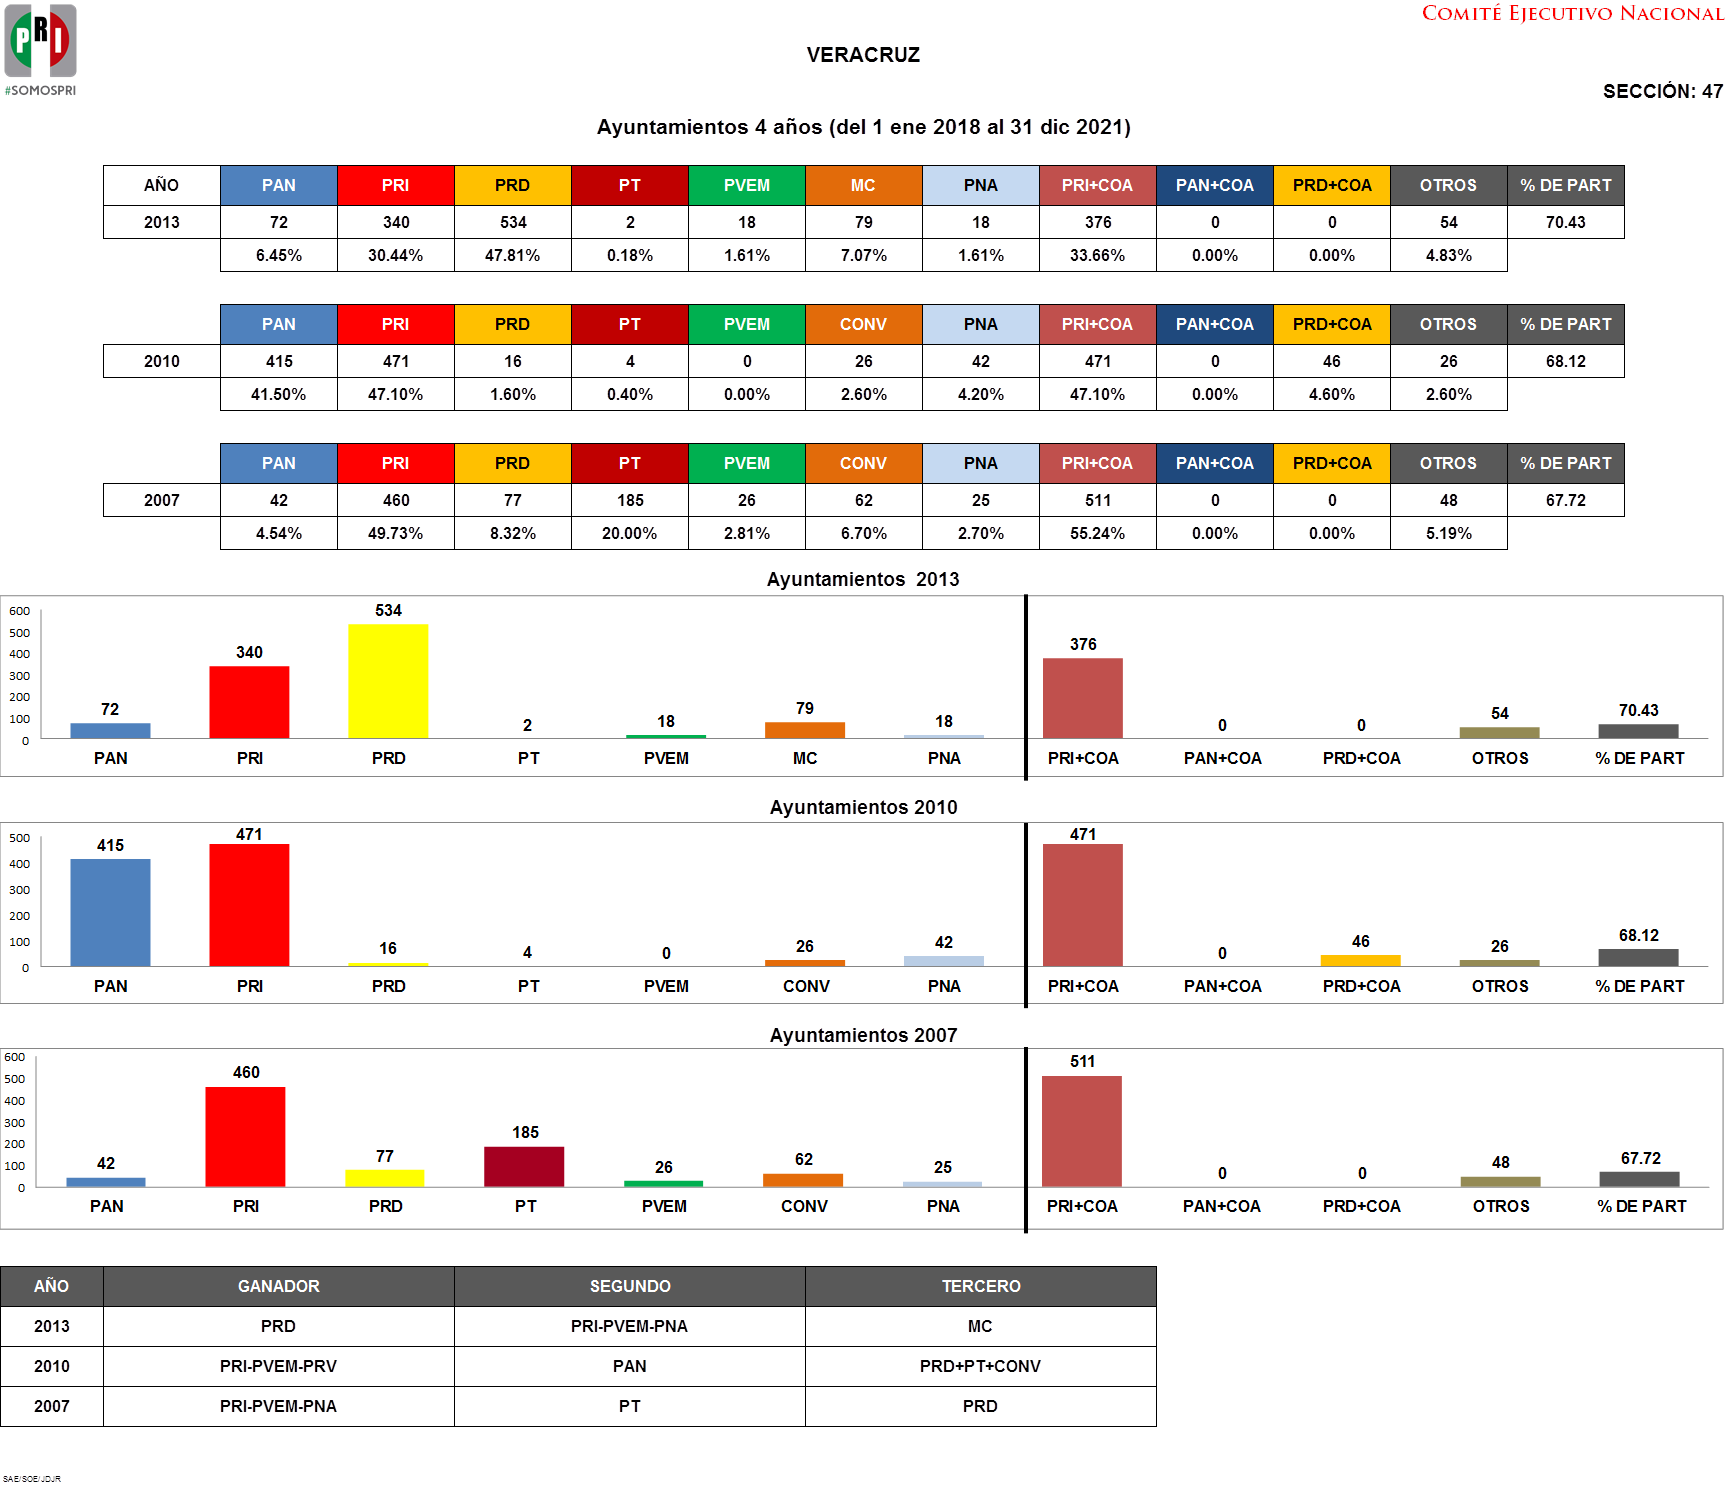 COMITÉ EJECUTIVO NACIONAL
PRI
#SOMOSPRI
VERACRUZ
SECCIÓN: 47
Ayuntamientos 4 años (del 1 ene 2018 al 31 dic 2021)
AÑO PAN PRI PRD PT PVEM MC PNA PRI+COA PAN+COA PRD+COA OTROS % DE PART
2013 72 340 534 2 18 79 18 376 0 0 54 70.43
6.45% 30.44% 47.81% 0.18% 1.61% 7.07% 1.61% 33.66% 0.00% 0.00% 4.83%
PAN PRI PRD PT PVEM CONV PNA PRI+COA PAN+COA PRD+COA OTROS % DE PART
2010 415 471 16 4 0 26 42 471 0 46 26 68.12
41.50% 47.10% 1.60% 0.40% 0.00% 2.60% 4.20% 47.10% 0.00% 4.60% 2.60%
PAN PRI PRD PT PVEM CONV PNA PRI+COA PAN+COA PRD+COA OTROS % DE PART
2007 42 460 77 185 26 62 25 511 0 0 48 67.72
4.54% 49.73% 8.32% 20.00% 2.81% 6.70% 2.70% 55.24% 0.00% 0.00% 5.19%
Ayuntamientos 2013
600
500
400
300
200
100
0
72 340 534 2 18 79 18 376 0 0 54 70.43
PAN PRI PRD PT PVEM MC PNA PRI+COA PAN+COA PRD+COA OTROS % DE PART
Ayuntamientos 2010
500
400
300
200
100
0
415 471 16 4 0 26 42 471 0 46 26 68.12
PAN PRI PRD PT PVEM CONV PNA PRI+COA PAN+COA PRD+COA OTROS % DE PART
Ayuntamientos 2007
600
500
400
300
200
100
0
42 460 77 185 26 62 25 511 0 0 48 67.72
PAN PRI PRD PT PVEM CONV PNA PRI+COA PAN+COA PRD+COA OTROS % DE PART
AÑO GANADOR SEGUNDO TERCERO
2013 PRD PRI-PVEM-PNA MC
2010 PRI-PVEM-PRV PAN PRD+PT+CONV
2007 PRI-PVEM-PNA PT PRD
SAE/SOE/JDJR